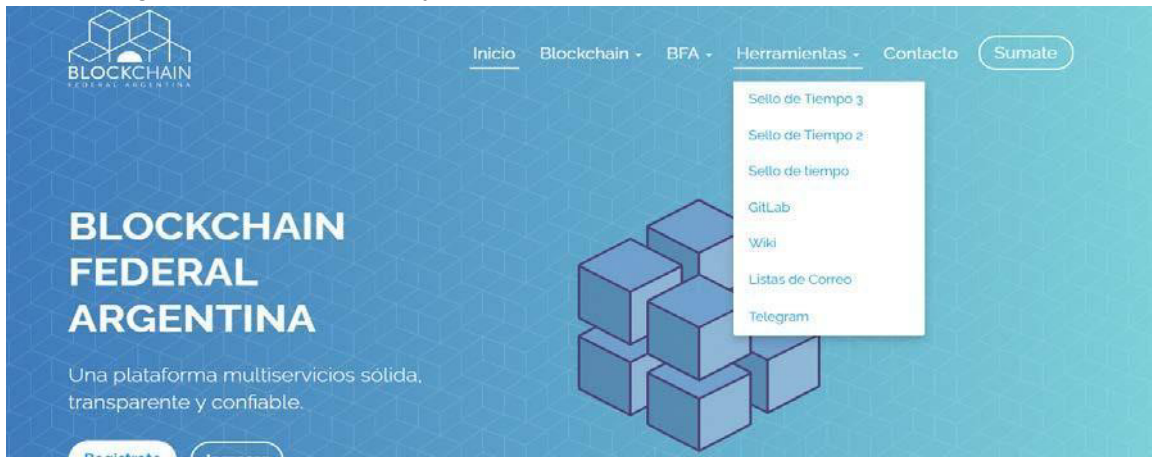 BLOCKCHAIN
FEDERAL ARGENTINA
Inicio Blockchain BFA Herramientas Contacto Sumate
Sello de Tiempo 3
Sello de Tiempo 2
Sello de tiempo
GitLab
Wiki
Listas de Correo
Telegram
BLOCKCHAIN
FEDERAL
ARGENTINA
Una plataforma multiservicios sólida,
transparente y confiable.